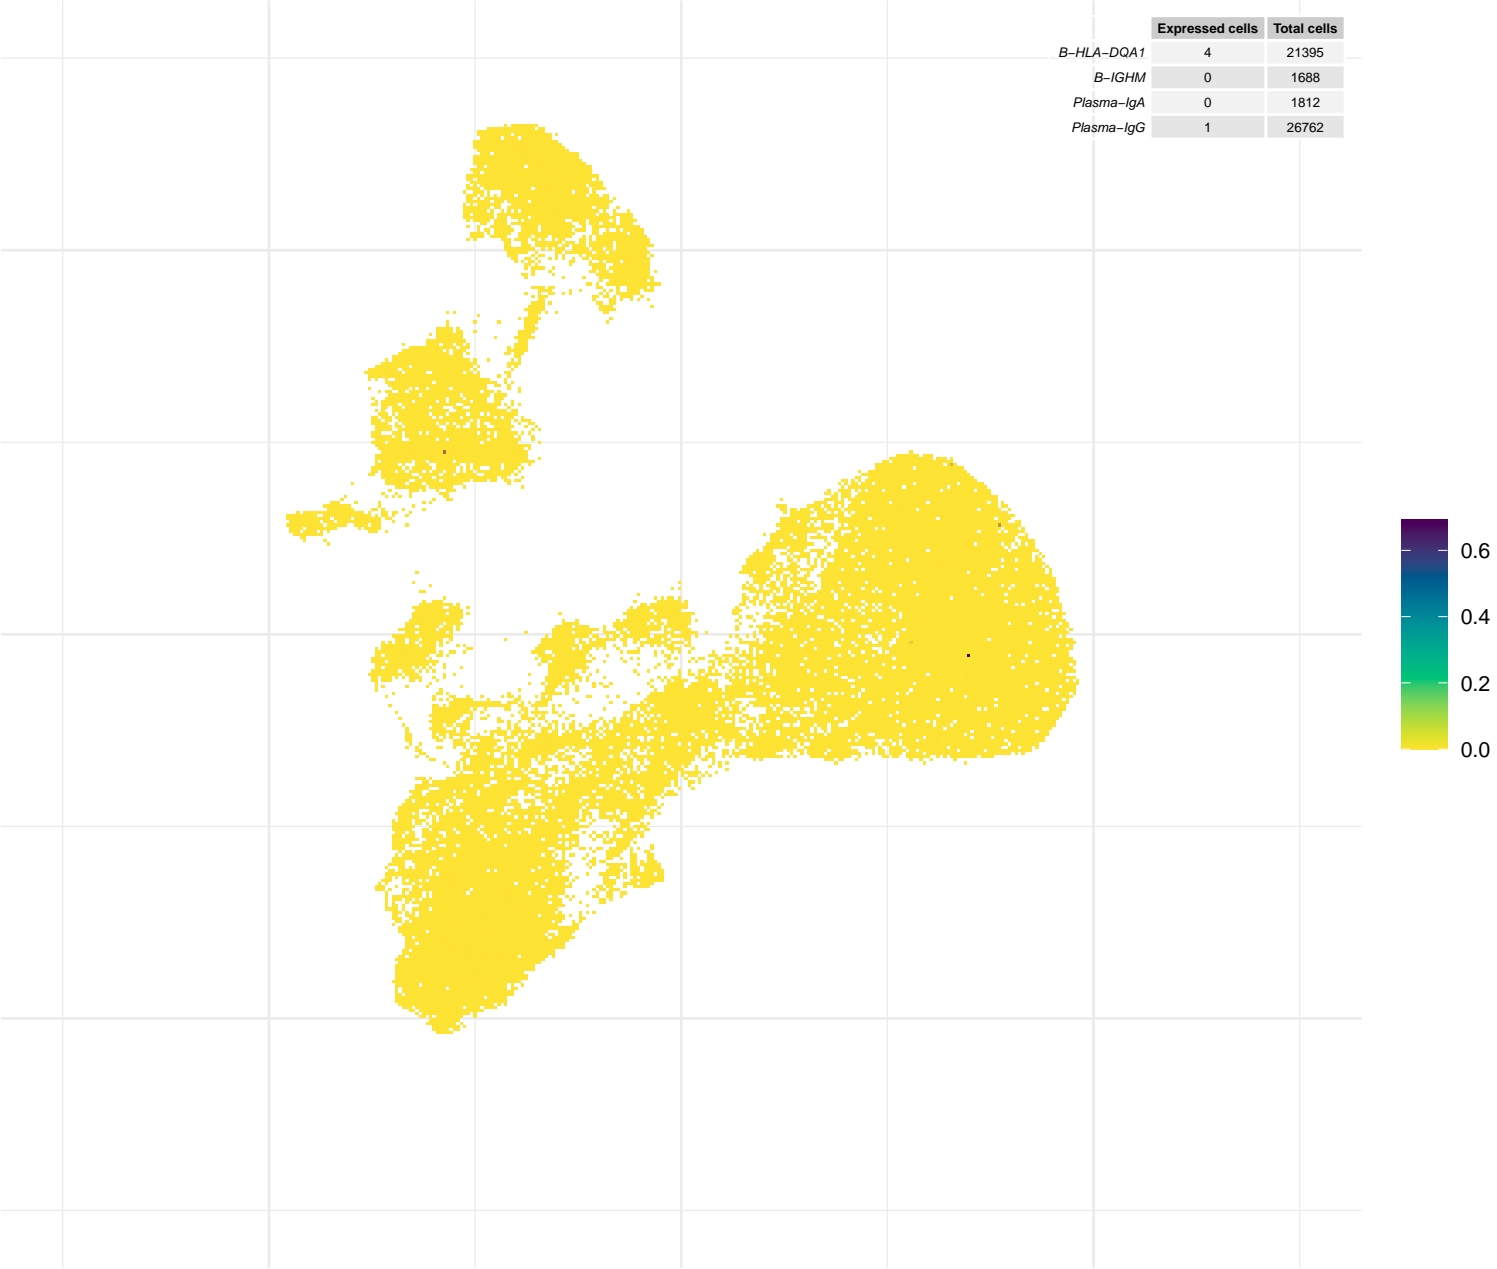 Expressed cells Total cells
B−HLA−DQA1 4 21395
B−IGHM 0 1688
Plasma−IgA 0 1812
Plasma−IgG 1 26762
0.6
0.4
0.2
0.0